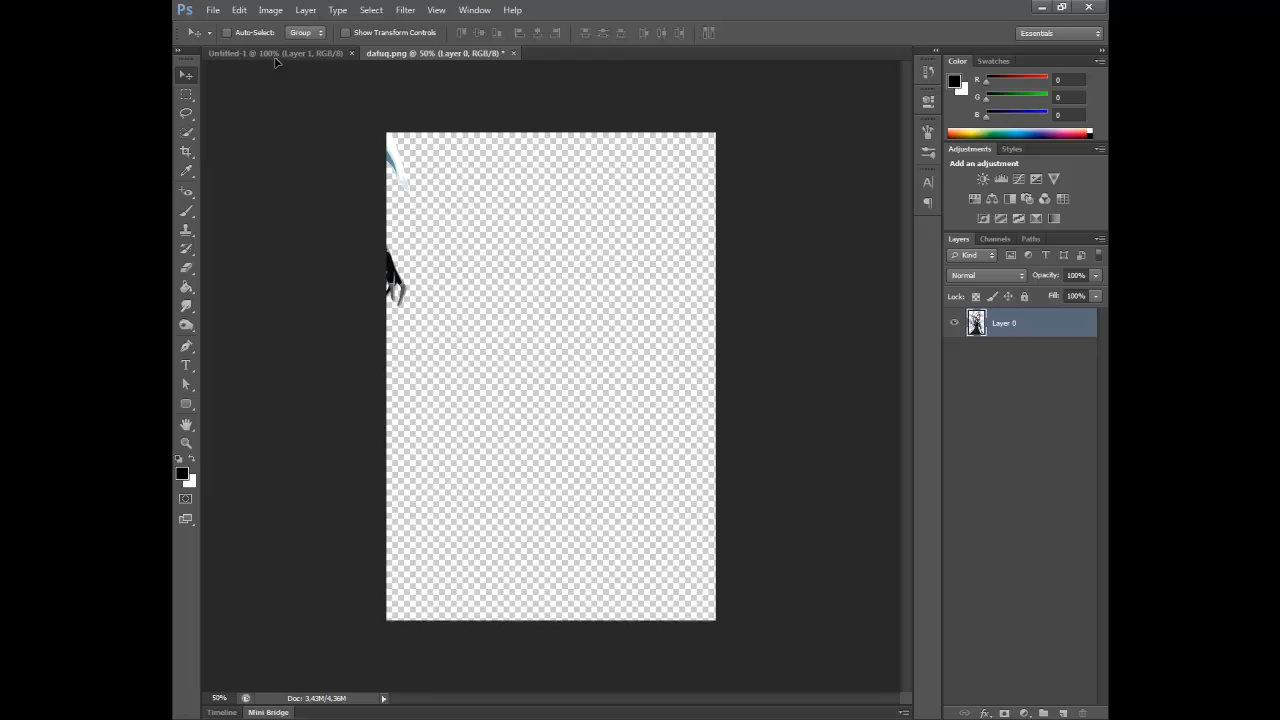 Ps File Edit Image Layer Type Select Filter View Window Help
Auto-Select: Group Show Transform Controls Essentials
Untitled-1 @ 100% (Layer 1, RGB/8) × dafuq.png @ 50% (Layer 0, RGB/8) * ×
Color Swatches
R 0
G 0
B 0
Adjustments Styles
Add an adjustment
Layers Channels Paths
Kind
Normal Opacity: 100%
Lock: Fill: 100%
Layer 0
50% Doc: 3,43M/4,36M
Timeline Mini Bridge